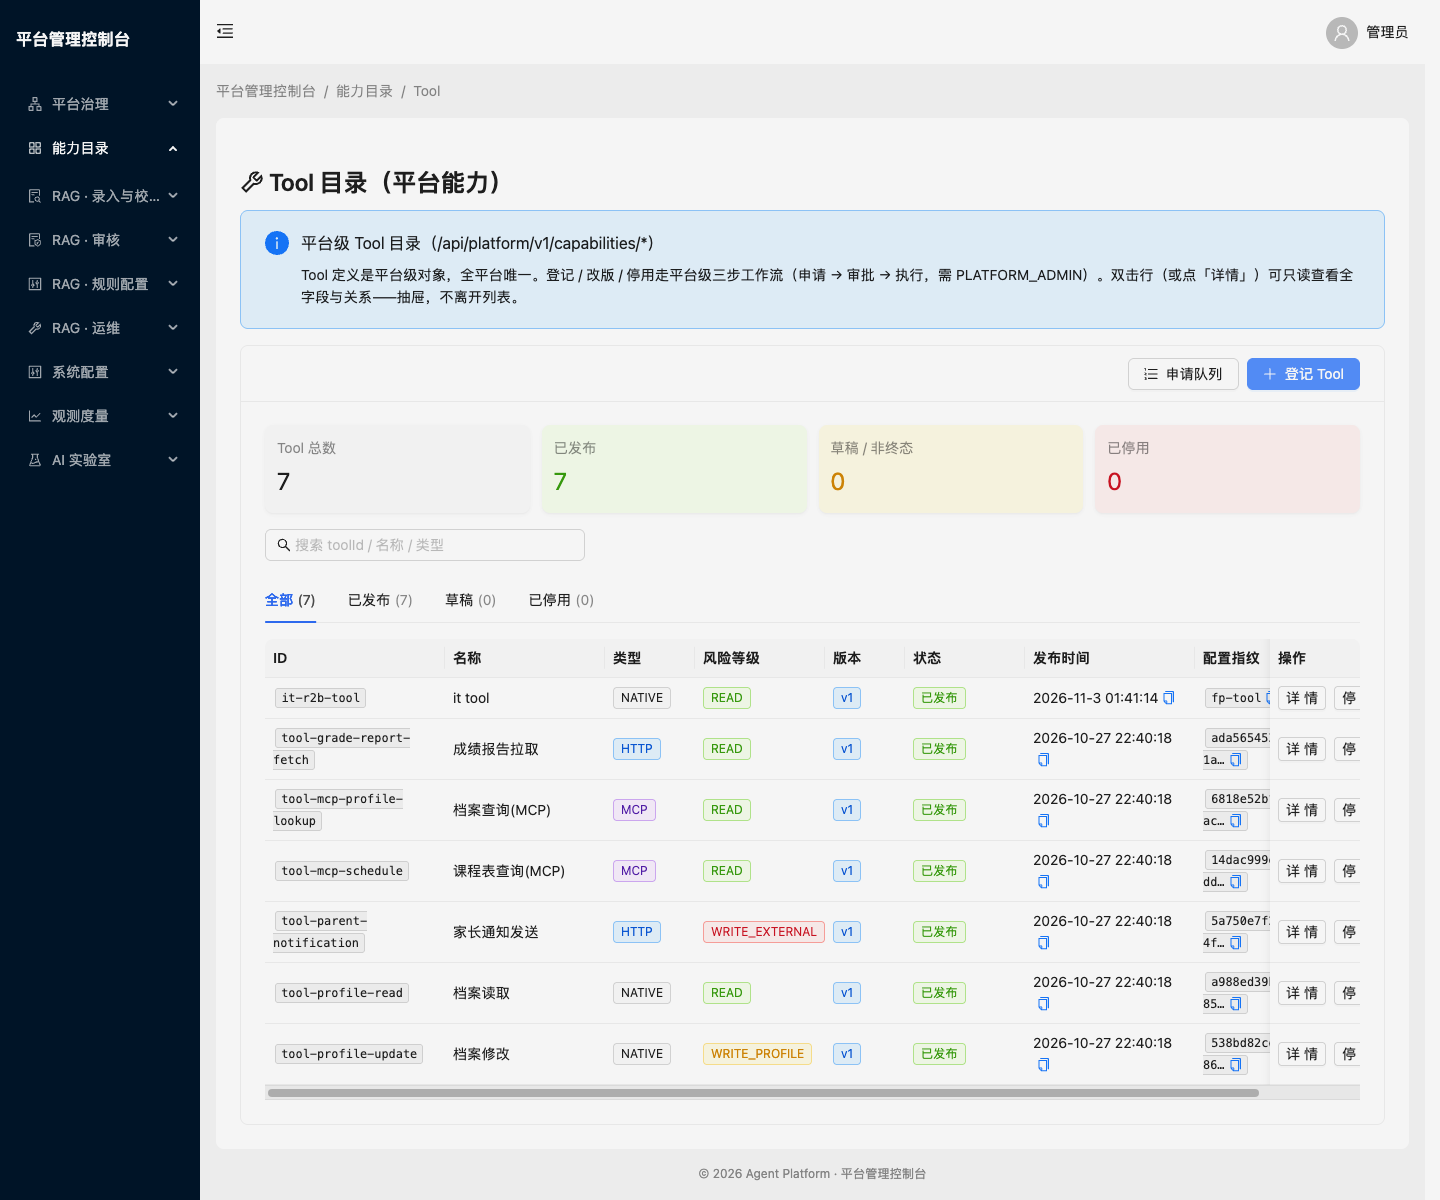 平台管理控制台
管理员
平台治理
能力目录
RAG · 录入与校...
RAG · 审核
RAG · 规则配置
RAG · 运维
系统配置
观测度量
AI 实验室
平台管理控制台 / 能力目录 / Tool
Tool 目录（平台能力）
平台级 Tool 目录（/api/platform/v1/capabilities/*）
Tool 定义是平台级对象，全平台唯一。登记 / 改版 / 停用走平台级三步工作流（申请 → 审批 → 执行，需 PLATFORM_ADMIN）。双击行（或点「详情」）可只读查看全
字段与关系——抽屉，不离开列表。
申请队列
登记 Tool
Tool 总数
7
已发布
7
草稿 / 非终态
0
已停用
0
搜索 toolId / 名称 / 类型
全部 (7) 已发布 (7) 草稿 (0) 已停用 (0)
ID 名称 类型 风险等级 版本 状态 发布时间 配置指纹 操作
it-r2b-tool it tool NATIVE READ v1 已发布 2026-11-3 01:41:14 fp-tool 详 情 停
tool-grade-report-
fetch 成绩报告拉取 HTTP READ v1 已发布 2026-10-27 22:40:18 ada56545
1a… 详 情 停
tool-mcp-profile-
lookup 档案查询(MCP) MCP READ v1 已发布 2026-10-27 22:40:18 6818e52b
ac… 详 情 停
tool-mcp-schedule 课程表查询(MCP) MCP READ v1 已发布 2026-10-27 22:40:18 14dac999
dd… 详 情 停
tool-parent-
notification 家长通知发送 HTTP WRITE_EXTERNAL v1 已发布 2026-10-27 22:40:18 5a750e7f
4f… 详 情 停
tool-profile-read 档案读取 NATIVE READ v1 已发布 2026-10-27 22:40:18 a988ed39
85… 详 情 停
tool-profile-update 档案修改 NATIVE WRITE_PROFILE v1 已发布 2026-10-27 22:40:18 538bd82c
86… 详 情 停
© 2026 Agent Platform · 平台管理控制台